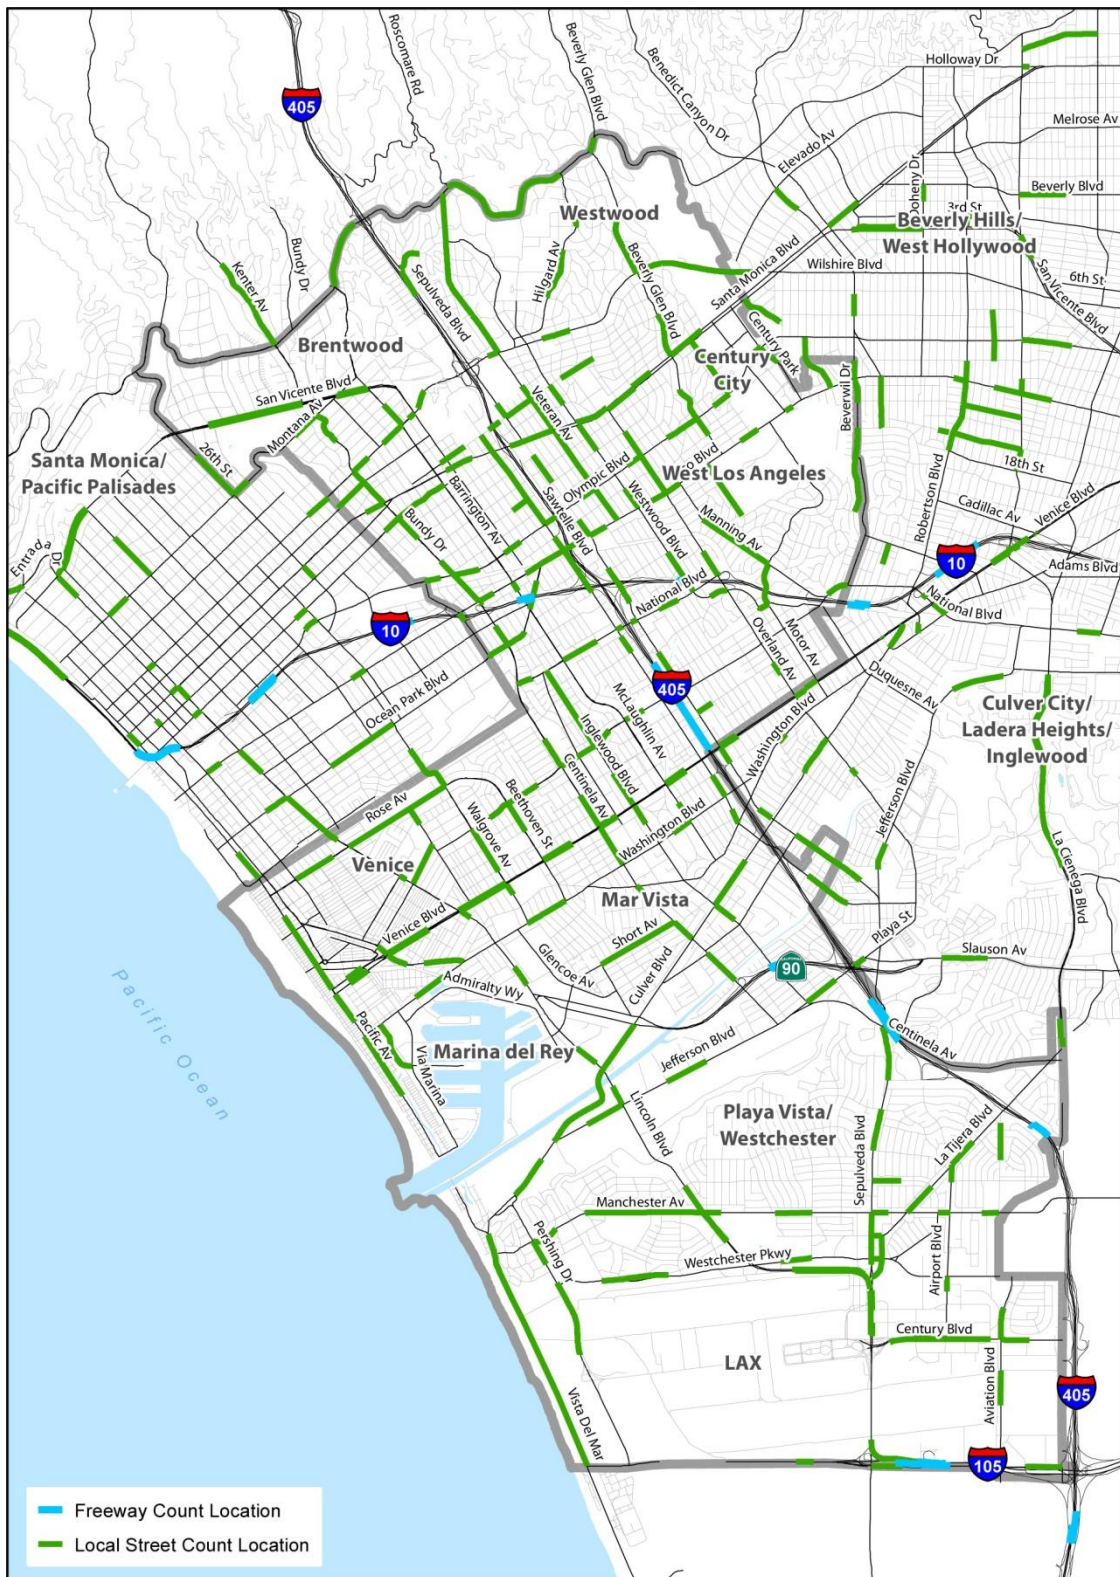 Roscomare Rd
Beverly Glen Blvd
Benedict Canyon Dr
Holloway Dr
405
Melrose Av
Elevado Av
Doheny Dr
Beverly Blvd
3rd St
Westwood
Beverly Hills/
West Hollywood
Bundy Dr
Kenter Av
Sepulveda Blvd
Hilgard Av
Beverly Glen Blvd
Santa Monica Blvd
Wilshire Blvd
San Vicente Blvd
6th St
Century Park
Brentwood
Century
City
San Vicente Blvd
Montana Av
Veteran Av
Beverwil Dr
26th St
Santa Monica/
Pacific Palisades
Barrington Av
Olympic Blvd
West Los Angeles
18th St
Robertson Blvd
Cadillac Av
Venice Blvd
Bundy Dr
Sawtelle Blvd
Westwood Blvd
Manning Av
Entrada Dr
10
Adams Blvd
National Blvd
National Blvd
10
Overland Av
Motor Av
Duquesne Av
405
Ocean Park Blvd
McLaughlin Av
Inglewood Blvd
Washington Blvd
Culver City/
Ladera Heights/
Inglewood
Centinela Av
Beethoven St
Rose Av
Walgrove Av
Washington Blvd
Jefferson Blvd
La Cienega Blvd
Venice
Mar Vista
Venice Blvd
Short Av
Playa St
Slauson Av
Glencoe Av
Culver Blvd
90
Admiralty Wy
Pacific Ocean
Pacific Av
Via Marina
Marina del Rey
Jefferson Blvd
Centinela Av
Lincoln Blvd
Playa Vista/
Westchester
Sepulveda Blvd
La Tijera Blvd
Manchester Av
Pershing Dr
Westchester Pkwy
Airport Blvd
Century Blvd
LAX
Aviation Blvd
405
Vista Del Mar
105
Freeway Count Location
Local Street Count Location